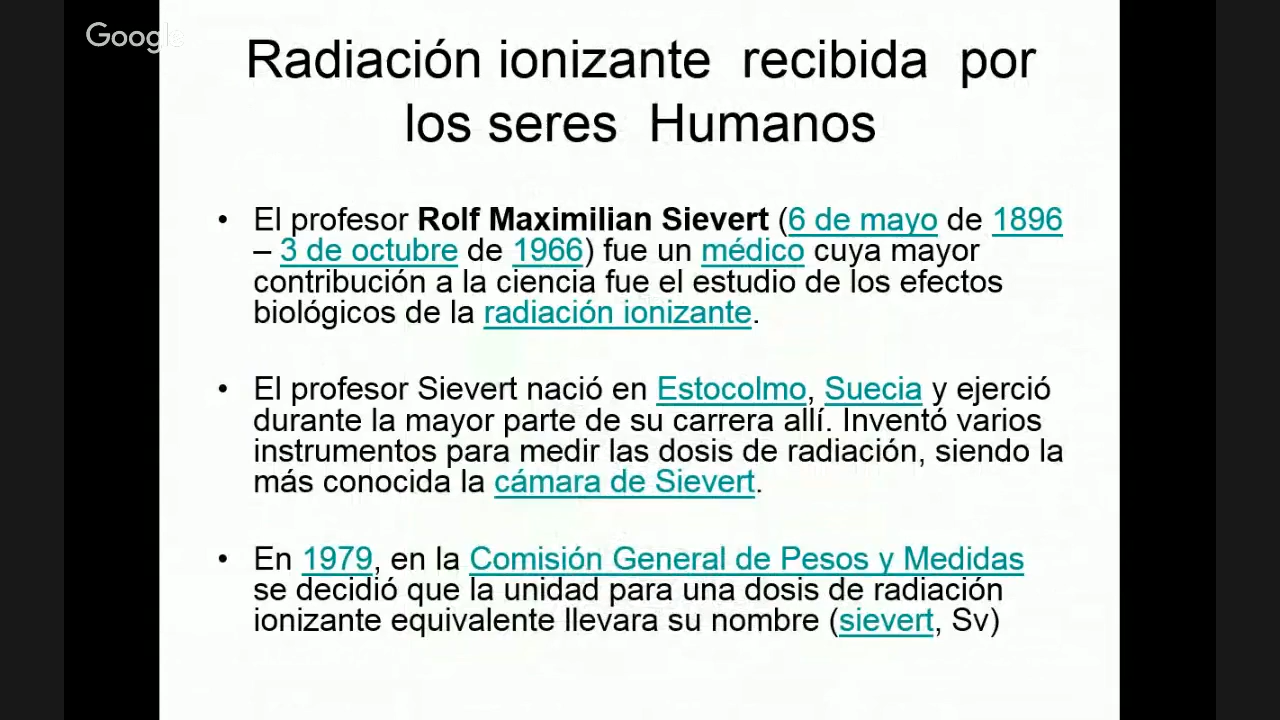 Google
Radiación ionizante recibida por
los seres Humanos
• El profesor Rolf Maximilian Sievert (6 de mayo de 1896
– 3 de octubre de 1966) fue un médico cuya mayor
contribución a la ciencia fue el estudio de los efectos
biológicos de la radiación ionizante.
• El profesor Sievert nació en Estocolmo, Suecia y ejerció
durante la mayor parte de su carrera allí. Inventó varios
instrumentos para medir las dosis de radiación, siendo la
más conocida la cámara de Sievert.
• En 1979, en la Comisión General de Pesos y Medidas
se decidió que la unidad para una dosis de radiación
ionizante equivalente llevara su nombre (sievert, Sv)